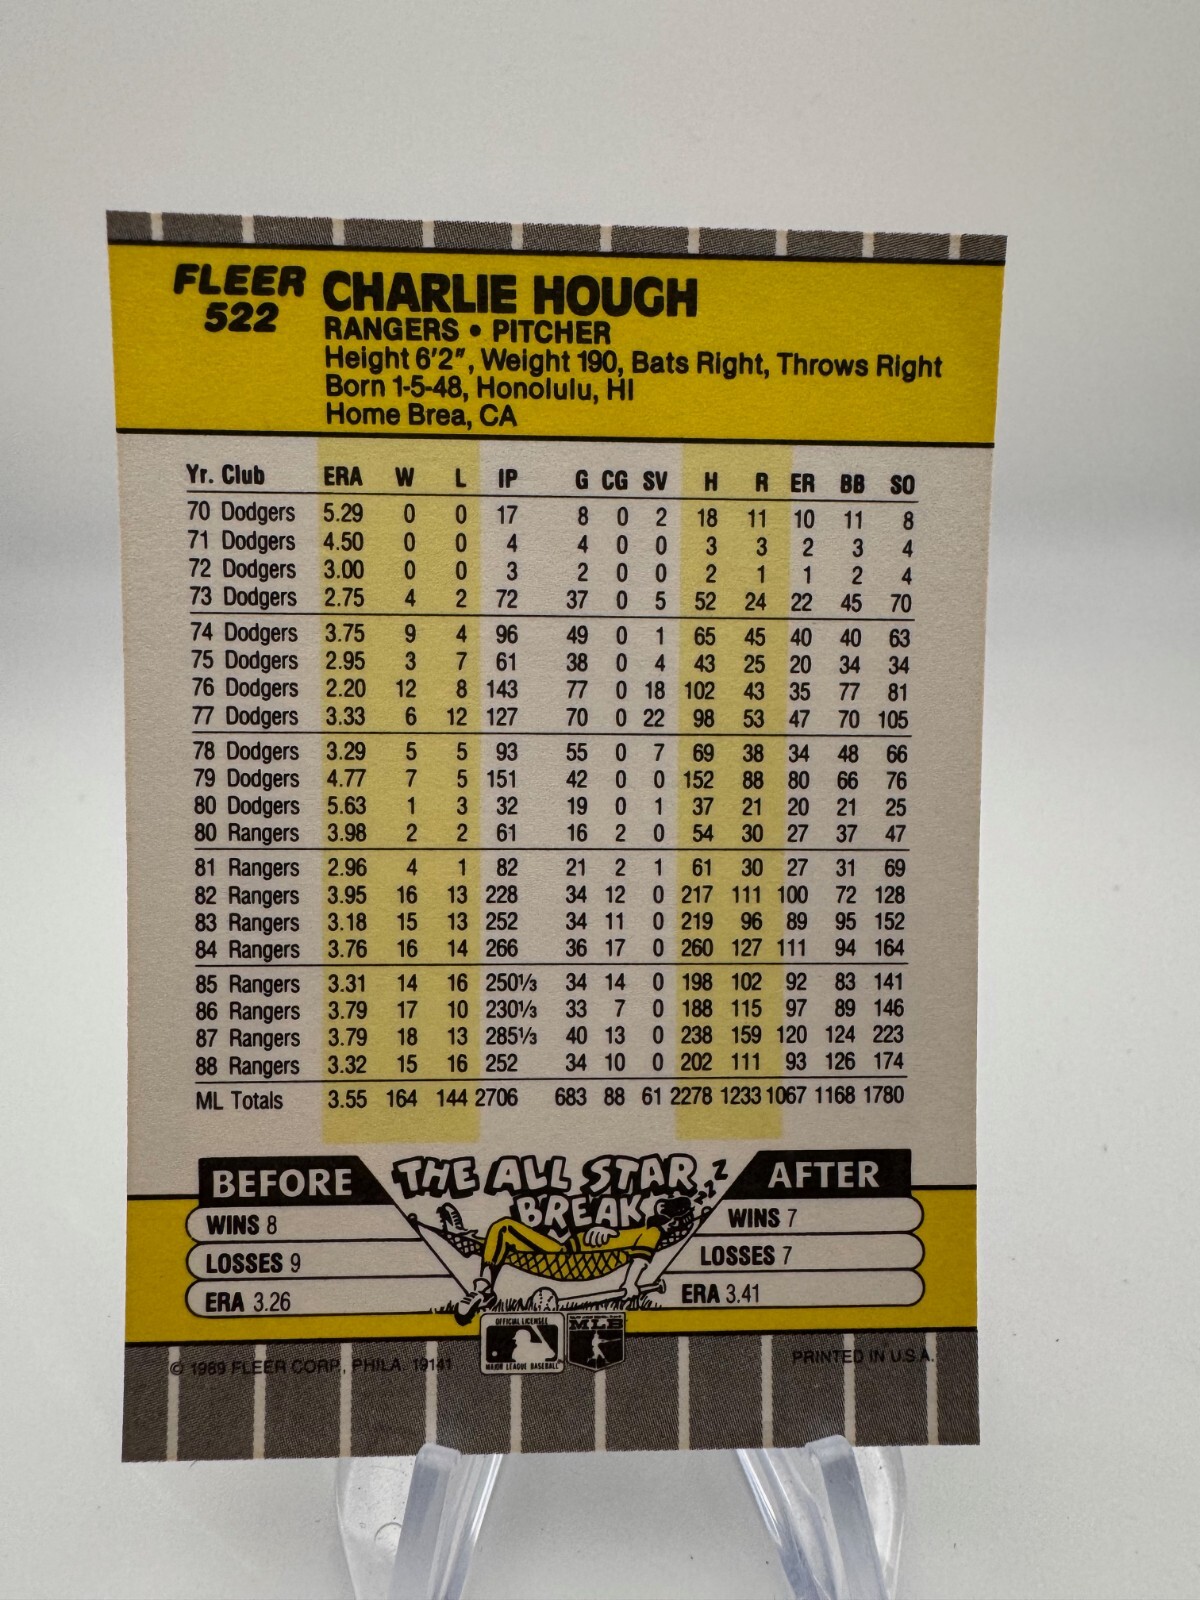 FLEER CHARLIE HOUGH
522 RANGERS • PITCHER
Height 6'2", Weight 190, Bats Right, Throws Right
Born 1-5-48, Honolulu, HI
Home Brea, CA
Yr. Club ERA W L IP G CG SV H R ER BB SO
70 Dodgers 5.29 0 0 17 8 0 2 18 11 10 11 8
71 Dodgers 4.50 0 0 4 4 0 0 3 3 2 3 4
72 Dodgers 3.00 0 0 3 2 0 0 2 1 1 2 4
73 Dodgers 2.75 4 2 72 37 0 5 52 24 22 45 70
74 Dodgers 3.75 9 4 96 49 0 1 65 45 40 40 63
75 Dodgers 2.95 3 7 61 38 0 4 43 25 20 34 34
76 Dodgers 2.20 12 8 143 77 0 18 102 43 35 77 81
77 Dodgers 3.33 6 12 127 70 0 22 98 53 47 70 105
78 Dodgers 3.29 5 5 93 55 0 7 69 38 34 48 66
79 Dodgers 4.77 7 5 151 42 0 0 152 88 80 66 76
80 Dodgers 5.63 1 3 32 19 0 1 37 21 20 21 25
80 Rangers 3.98 2 2 61 16 2 0 54 30 27 37 47
81 Rangers 2.96 4 1 82 21 2 1 61 30 27 31 69
82 Rangers 3.95 16 13 228 34 12 0 217 111 100 72 128
83 Rangers 3.18 15 13 252 34 11 0 219 96 89 95 152
84 Rangers 3.76 16 14 266 36 17 0 260 127 111 94 164
85 Rangers 3.31 14 16 250⅓ 34 14 0 198 102 92 83 141
86 Rangers 3.79 17 10 230⅓ 33 7 0 188 115 97 89 146
87 Rangers 3.79 18 13 285⅓ 40 13 0 238 159 120 124 223
88 Rangers 3.32 15 16 252 34 10 0 202 111 93 126 174
ML Totals 3.55 164 144 2706 683 88 61 2278 1233 1067 1168 1780
BEFORE THE ALL STAR BREAK ZZZZ AFTER
WINS 8 WINS 7
LOSSES 9 LOSSES 7
ERA 3.26 ERA 3.41
OFFICIAL LICENSEE
MAJOR LEAGUE BASEBALL
MLB
© 1989 FLEER CORP., PHILA. 19141 PRINTED IN U.S.A.